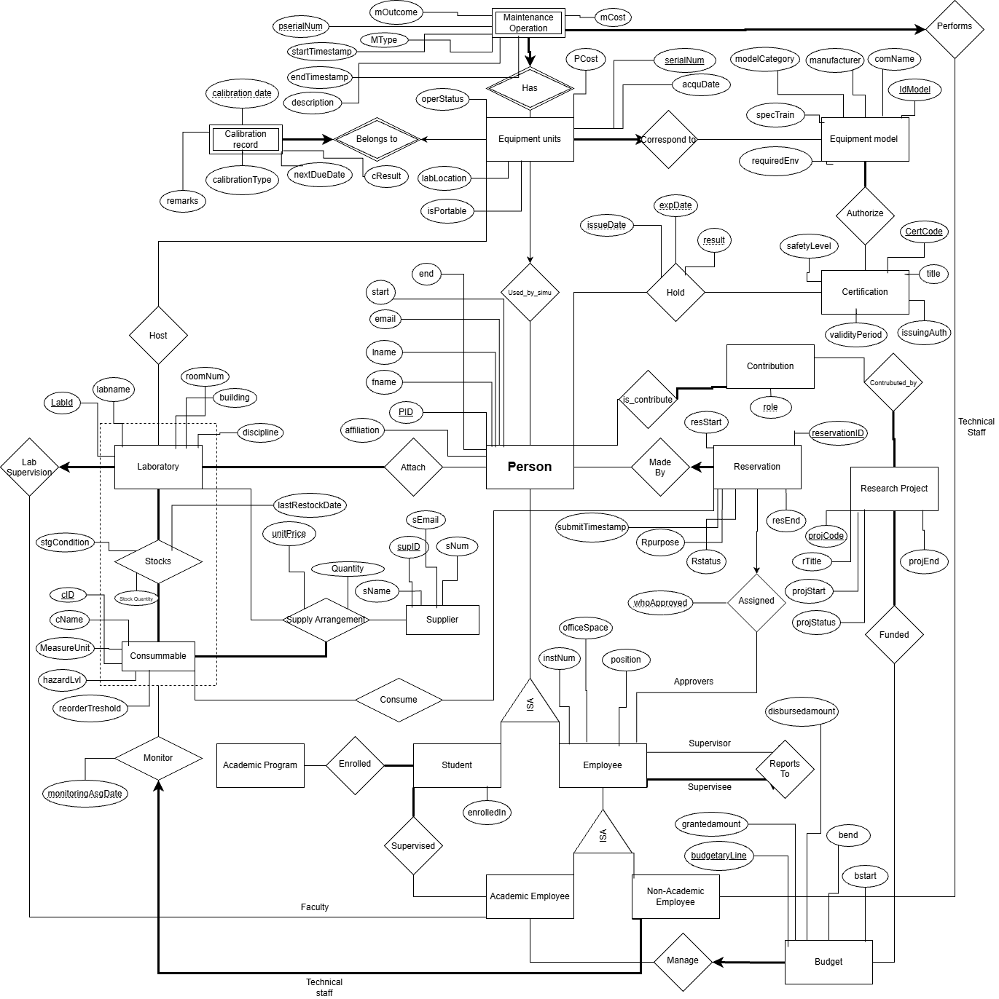 mOutcome
Maintenance
Operation
mCost
pserialNum
Performs
MType
startTimestamp
PCost
serialNum
modelCategory
manufacturer
comName
endTimestamp
acquDate
calibration date
description
operStatus
Has
IdModel
specTrain
Calibration
record
Belongs to
Equipment units
Correspond to
Equipment model
requiredEnv
calibrationType
nextDueDate
cResult
labLocation
remarks
isPortable
expDate
Authorize
issueDate
CertCode
result
safetyLevel
end
title
start
Used_by_simu
Hold
Certification
email
Host
validityPeriod
issuingAuth
lname
Contribution
roomNum
fname
Contrubuted_by
labname
building
is_contribute
LabId
role
PID
resStart
Technical
Staff
affiliation
discipline
reservationID
Lab
Supervision
Laboratory
Attach
Person
Made
By
Reservation
Research Project
lastRestockDate
sEmail
submitTimestamp
resEnd
unitPrice
projCode
stgCondition
supID
sNum
Rpurpose
Stocks
Rstatus
rTitle
projEnd
Quantity
cID
Stock Quantity
sName
projStart
whoApproved
Assigned
cName
Supply Arrangement
Supplier
projStatus
officeSpace
Funded
MeasureUnit
Consummable
instNum
position
hazardLvl
Approvers
reorderTreshold
Consume
ISA
disbursedamount
Supervisor
Monitor
Academic Program
Enrolled
Student
Employee
Reports
To
Supervisee
monitoringAsgDate
enrolledIn
grantedamount
ISA
bend
Supervised
budgetaryLine
bstart
Academic Employee
Non-Academic
Employee
Faculty
Manage
Budget
Technical
staff